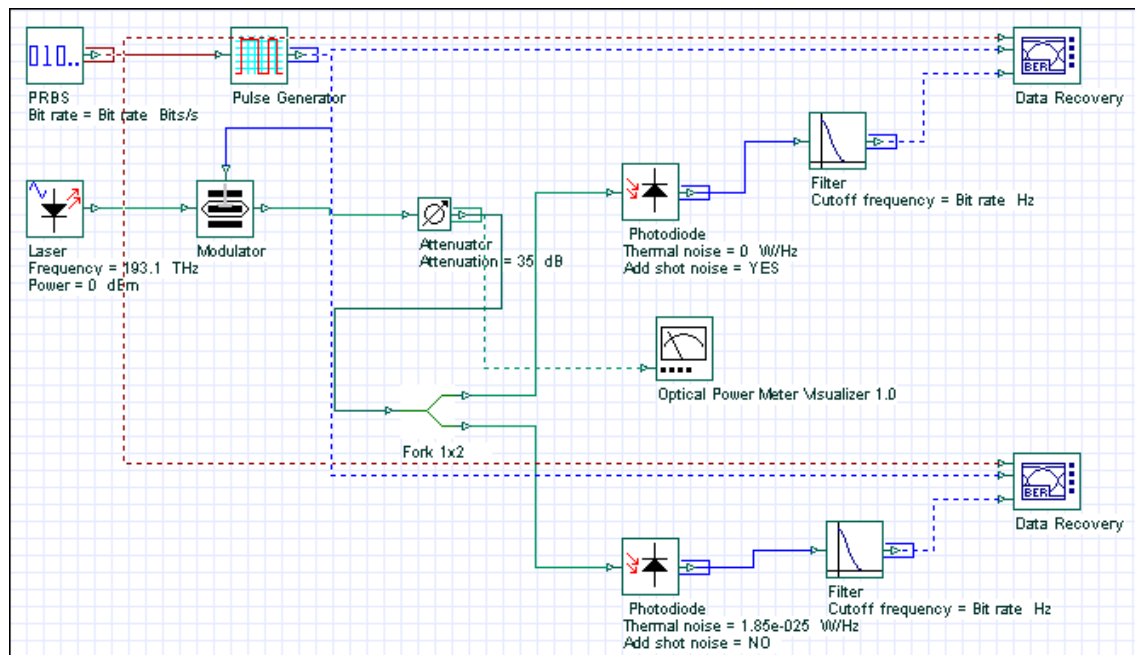 010..
PRBS
Bit rate = Bit rate Bits/s
Pulse Generator
BER
Data Recovery
Laser
Frequency = 193.1 THz
Power = 0 dBm
Modulator
Attenuator
Attenuation = 35 dB
Photodiode
Thermal noise = 0 W/Hz
Add shot noise = YES
Filter
Cutoff frequency = Bit rate Hz
Optical Power Meter Visualizer 1.0
Fork 1x2
BER
Data Recovery
Photodiode
Thermal noise = 1.85e-025 W/Hz
Add shot noise = NO
Filter
Cutoff frequency = Bit rate Hz